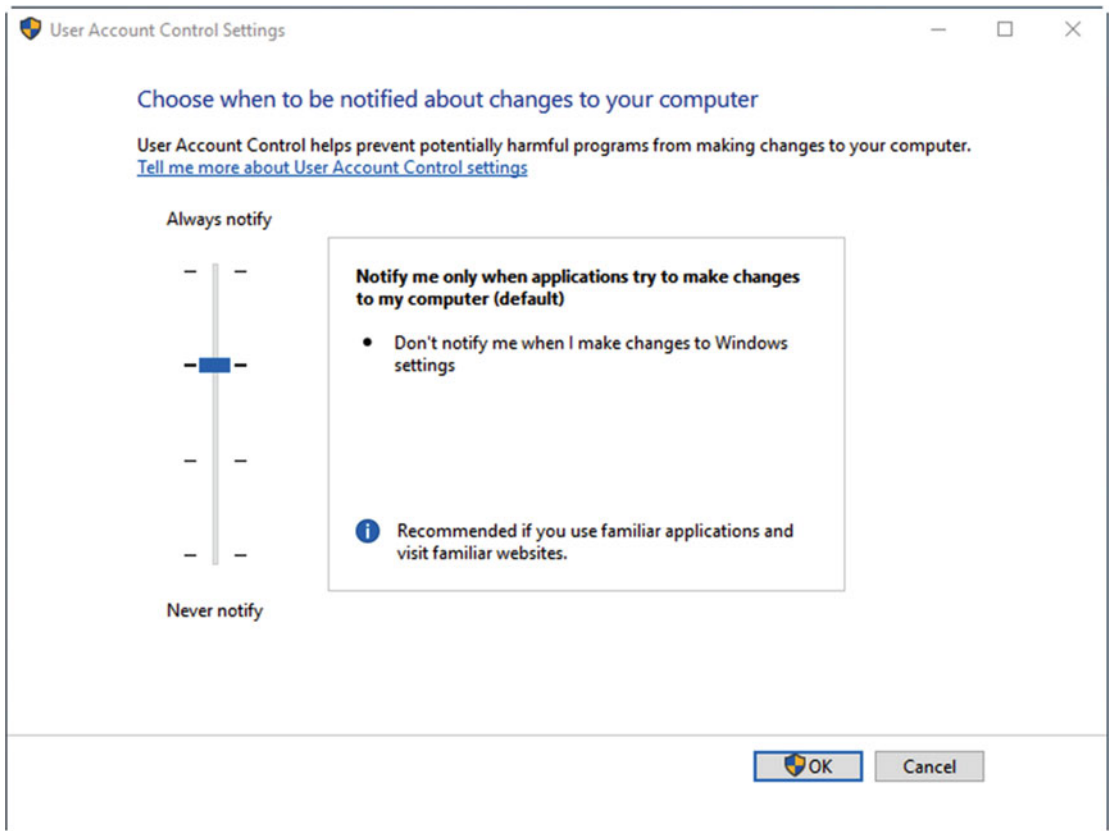 User Account Control Settings
Choose when to be notified about changes to your computer
User Account Control helps prevent potentially harmful programs from making changes to your computer.
Tell me more about User Account Control settings
Always notify
Notify me only when applications try to make changes
to my computer (default)
• Don't notify me when I make changes to Windows
settings
Recommended if you use familiar applications and
visit familiar websites.
Never notify
OK
Cancel